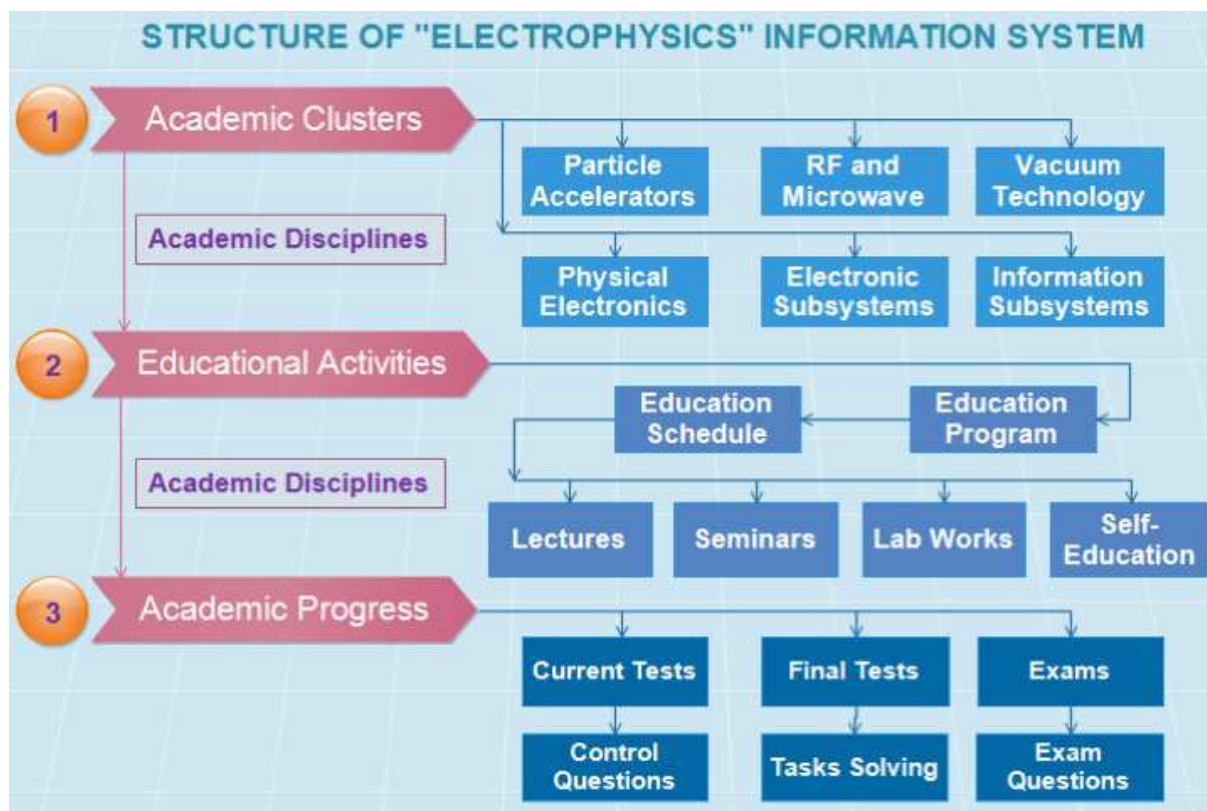 STRUCTURE OF "ELECTROPHYSICS" INFORMATION SYSTEM
1
Academic Clusters
Particle
Accelerators
RF and
Microwave
Vacuum
Technology
Academic Disciplines
Physical
Electronics
Electronic
Subsystems
Information
Subsystems
2
Educational Activities
Education
Schedule
Education
Program
Academic Disciplines
Lectures
Seminars
Lab Works
Self-
Education
3
Academic Progress
Current Tests
Final Tests
Exams
Control
Questions
Tasks Solving
Exam
Questions